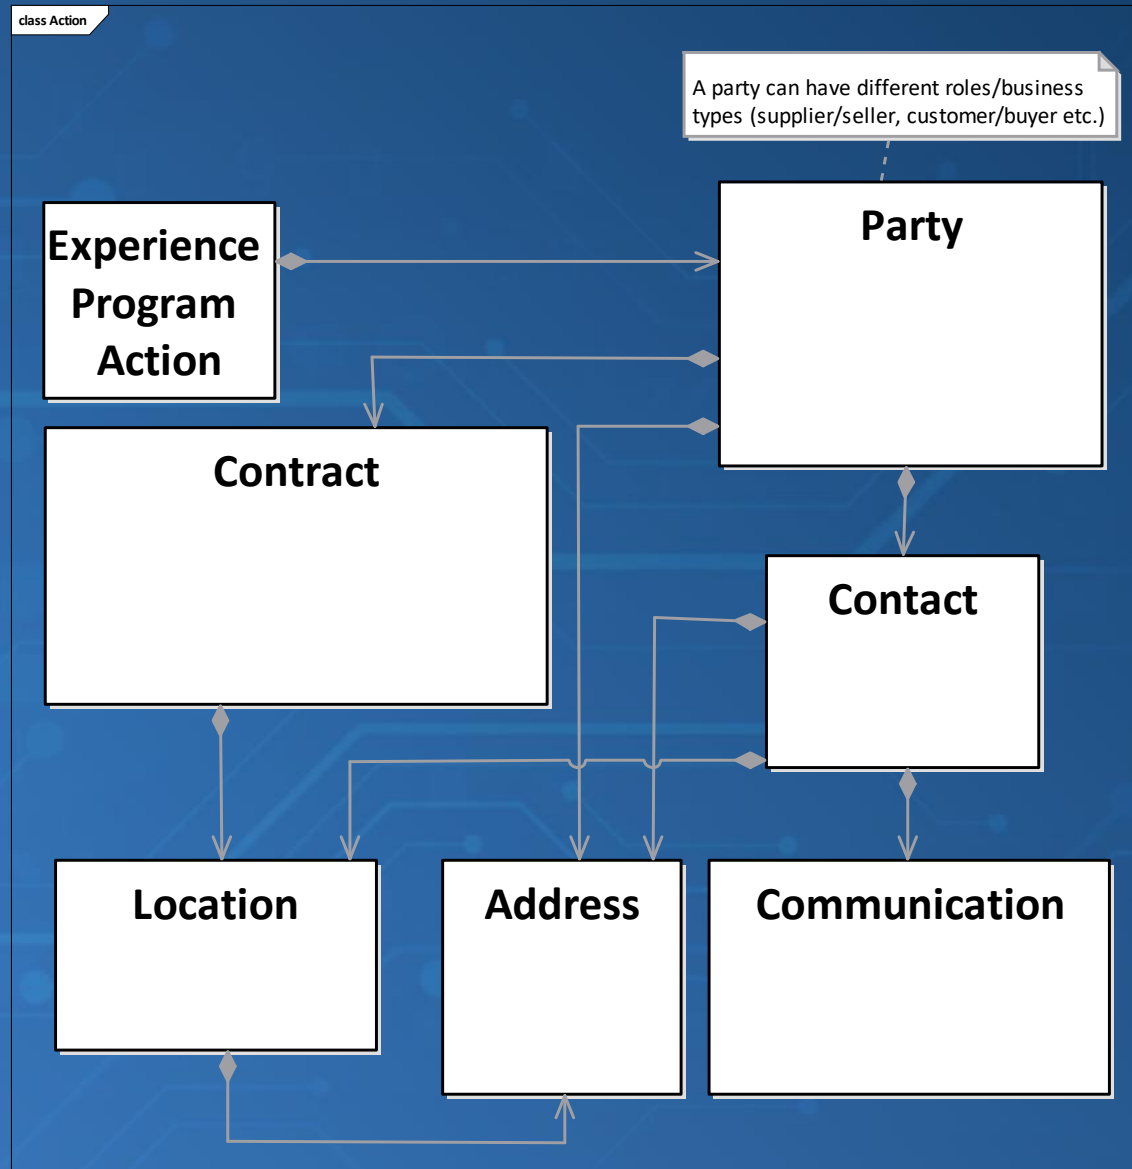 class Action
A party can have different roles/business
types (supplier/seller, customer/buyer etc.)
Experience
Program
Action
Party
Contract
Contact
Location
Address
Communication